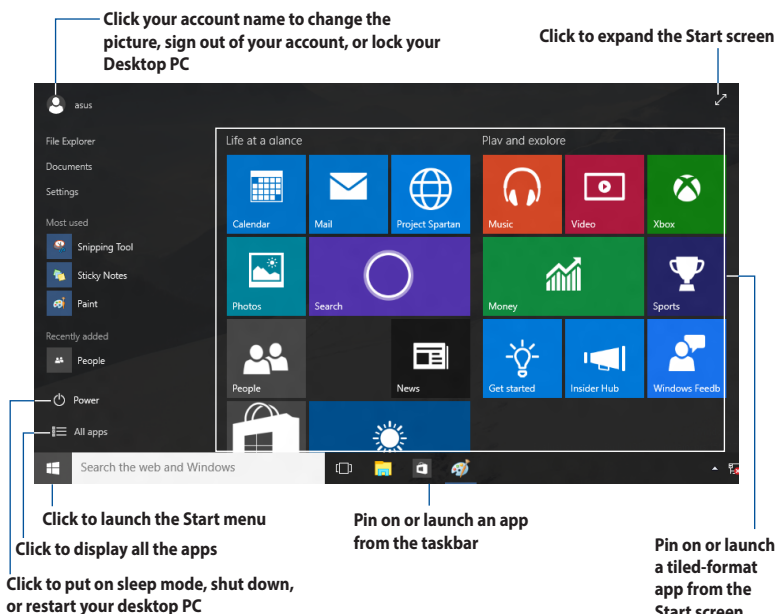 Click your account name to change the
picture, sign out of your account, or lock your
Desktop PC
Click to expand the Start screen
asus
File Explorer
Documents
Settings
Most used
Snipping Tool
Sticky Notes
Paint
Recently added
People
Power
All apps
Life at a glance
Play and explore
Calendar
Mail
Project Spartan
Music
Video
Xbox
Photos
Search
Money
Sports
People
News
Get started
Insider Hub
Windows Feedb
Search the web and Windows
Click to launch the Start menu
Click to display all the apps
Click to put on sleep mode, shut down,
or restart your desktop PC
Pin on or launch an app
from the taskbar
Pin on or launch
a tiled-format
app from the
Start screen